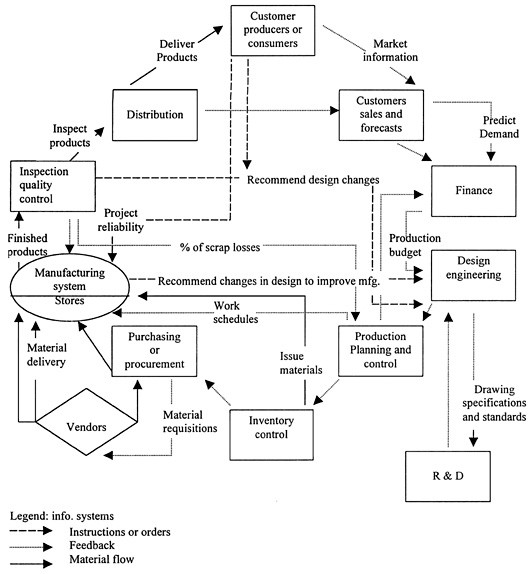 Customer
producers or
consumers
Deliver
Products
Market
information
Distribution
Customers
sales and
forecasts
Predict
Demand
Inspect
products
Inspection
quality
control
Recommend design changes
Finance
Project
reliability
Finished
products
% of scrap losses
Production
budget
Manufacturing
system
Stores
Recommend changes in design to improve mfg.
Design
engineering
Work
schedules
Material
delivery
Purchasing
or
procurement
Issue
materials
Production
Planning and
control
Drawing
specifications
and standards
Vendors
Material
requisitions
Inventory
control
R & D
Legend: info. systems
Instructions or orders
Feedback
Material flow